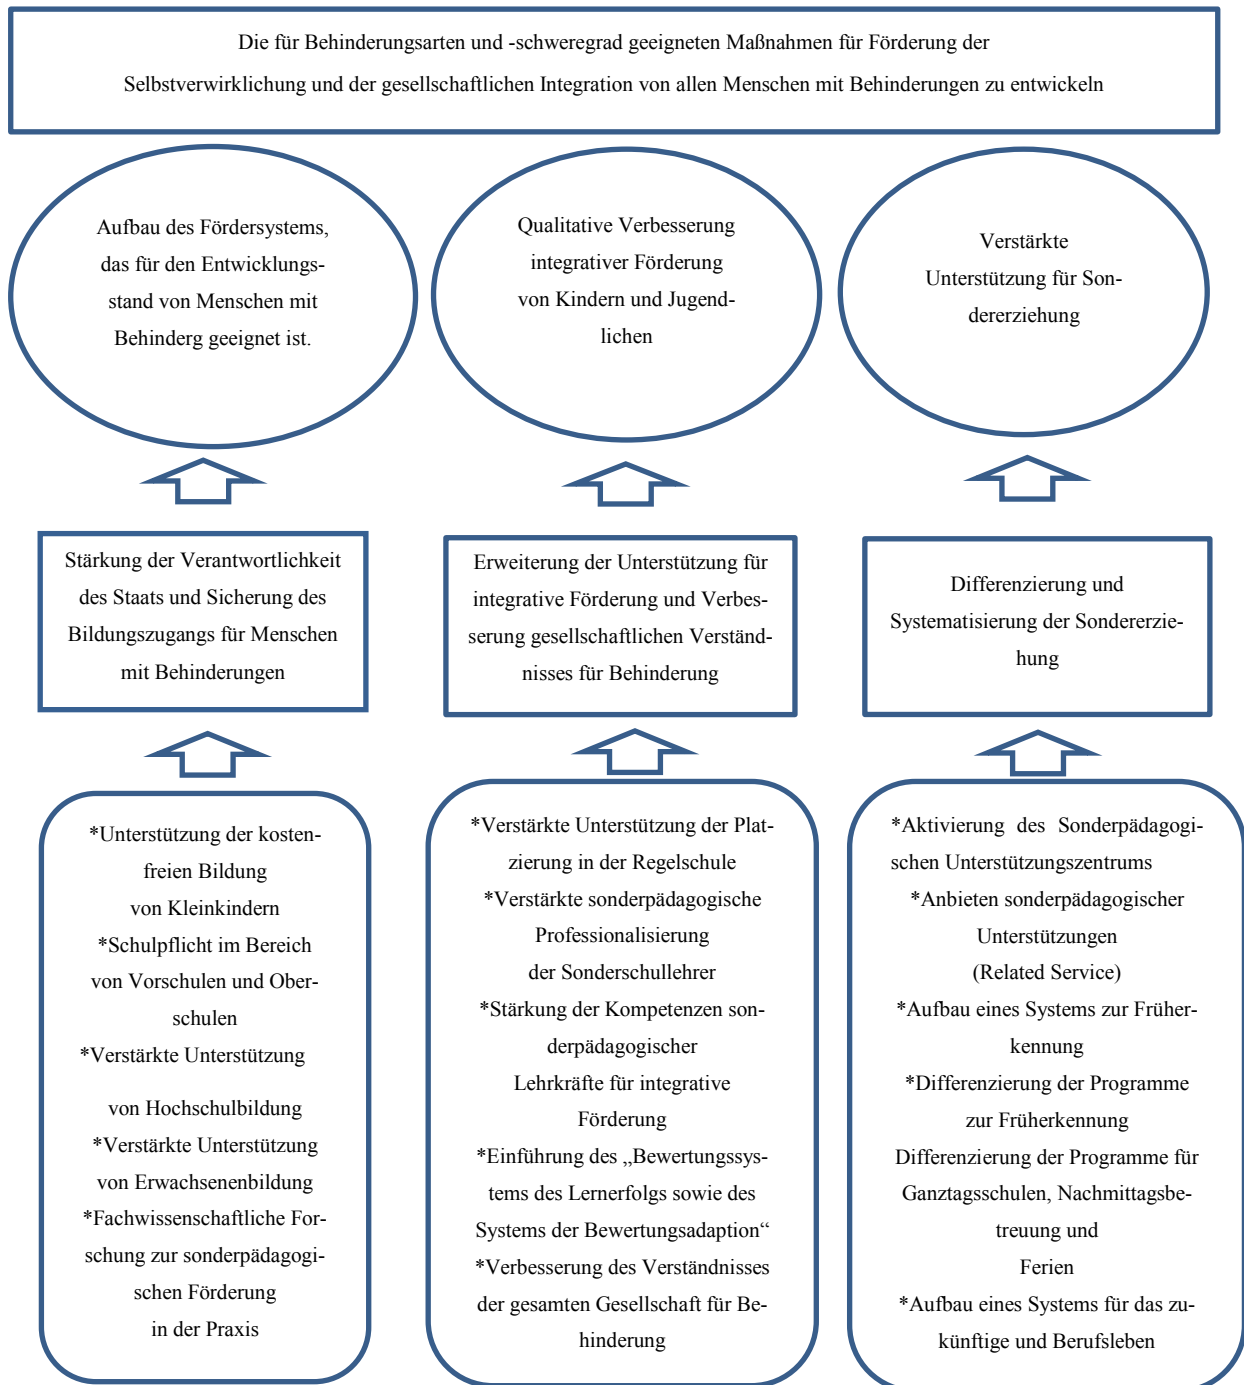 Die für Behinderungsarten und -schweregrad geeigneten Maßnahmen für Förderung der
Selbstverwirklichung und der gesellschaftlichen Integration von allen Menschen mit Behinderungen zu entwickeln
Aufbau des Fördersystems,
das für den Entwicklungs-
stand von Menschen mit
Behinderg geeignet ist.
Qualitative Verbesserung
integrativer Förderung
von Kindern und Jugend-
lichen
Verstärkte
Unterstützung für Son-
dererziehung
Stärkung der Verantwortlichkeit
des Staats und Sicherung des
Bildungszugangs für Menschen
mit Behinderungen
Erweiterung der Unterstützung für
integrative Förderung und Verbes-
serung gesellschaftlichen Verständ-
nisses für Behinderung
Differenzierung und
Systematisierung der Sondererzie-
hung
*Unterstützung der kosten-
freien Bildung
von Kleinkindern
*Schulpflicht im Bereich
von Vorschulen und Ober-
schulen
*Verstärkte Unterstützung
von Hochschulbildung
*Verstärkte Unterstützung
von Erwachsenenbildung
*Fachwissenschaftliche For-
schung zur sonderpädagogi-
schen Förderung
in der Praxis
*Verstärkte Unterstützung der Plat-
zierung in der Regelschule
*Verstärkte sonderpädagogische
Professionalisierung
der Sonderschullehrer
*Stärkung der Kompetenzen son-
derpädagogischer
Lehrkräfte für integrative
Förderung
*Einführung des „Bewertungssys-
tems des Lernerfolgs sowie des
Systems der Bewertungsadaption“
*Verbesserung des Verständnisses
der gesamten Gesellschaft für Be-
hinderung
*Aktivierung des Sonderpädagogi-
schen Unterstützungszentrums
*Anbieten sonderpädagogischer
Unterstützungen
(Related Service)
*Aufbau eines Systems zur Früher-
kennung
*Differenzierung der Programme
zur Früherkennung
Differenzierung der Programme für
Ganztagsschulen, Nachmittagsbe-
treuung und
Ferien
*Aufbau eines Systems für das zu-
künftige und Berufsleben